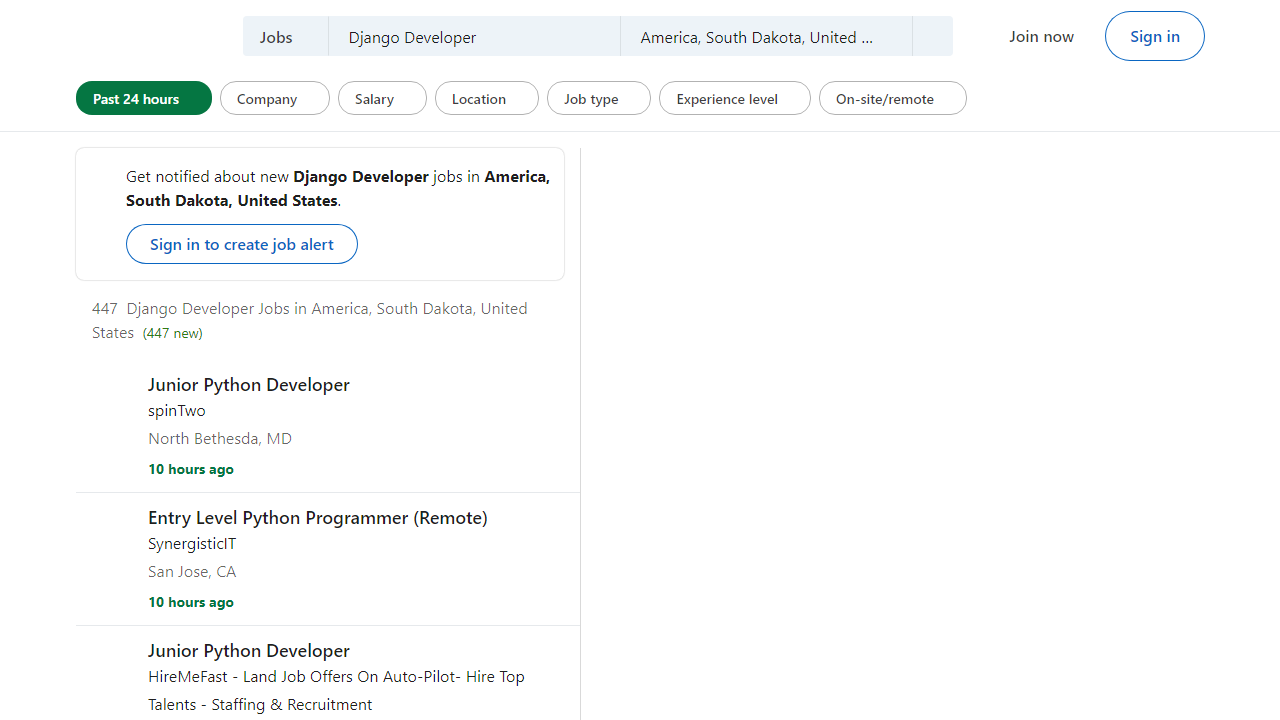 Jobs
Django Developer
America, South Dakota, United ...
Join now
Sign in
Past 24 hours
Company
Salary
Location
Job type
Experience level
On-site/remote
Get notified about new Django Developer jobs in America,
South Dakota, United States.
Sign in to create job alert
447 Django Developer Jobs in America, South Dakota, United
States (447 new)
Junior Python Developer
spinTwo
North Bethesda, MD
10 hours ago
Entry Level Python Programmer (Remote)
SynergisticIT
San Jose, CA
10 hours ago
Junior Python Developer
HireMeFast - Land Job Offers On Auto-Pilot- Hire Top
Talents - Staffing & Recruitment